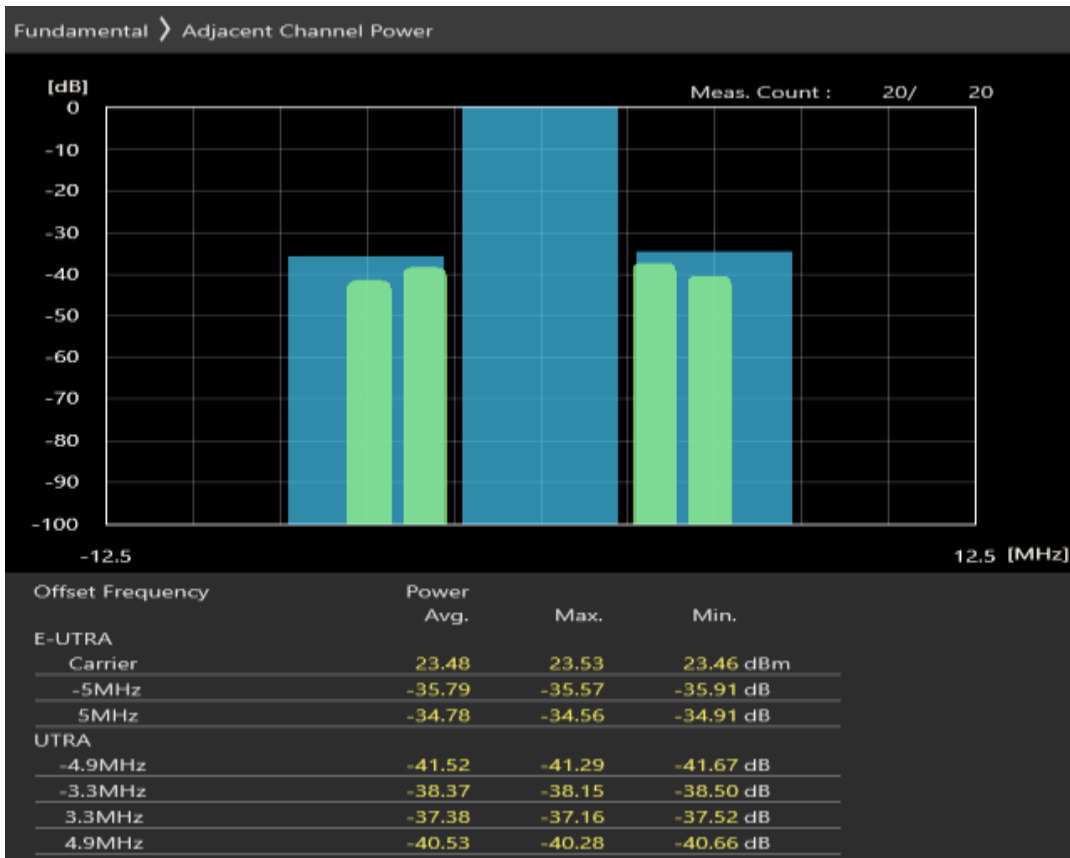 Fundamental 〉 Adjacent Channel Power
[dB]
Meas. Count : 20/ 20
0
-10
-20
-30
-40
-50
-60
-70
-80
-90
-100
-12.5 12.5 [MHz]
Offset Frequency Power
Avg. Max. Min.
E-UTRA
Carrier 23.48 23.53 23.46 dBm
-5MHz -35.79 -35.57 -35.91 dB
5MHz -34.78 -34.56 -34.91 dB
UTRA
-4.9MHz -41.52 -41.29 -41.67 dB
-3.3MHz -38.37 -38.15 -38.50 dB
3.3MHz -37.38 -37.16 -37.52 dB
4.9MHz -40.53 -40.28 -40.66 dB